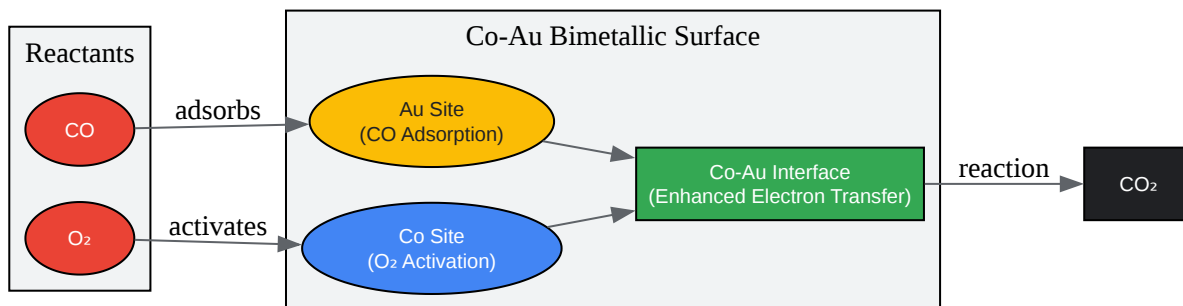 Reactants
CO
O₂
adsorbs
activates
Co-Au Bimetallic Surface
Au Site
(CO Adsorption)
Co Site
(O₂ Activation)
Co-Au Interface
(Enhanced Electron Transfer)
reaction
CO₂